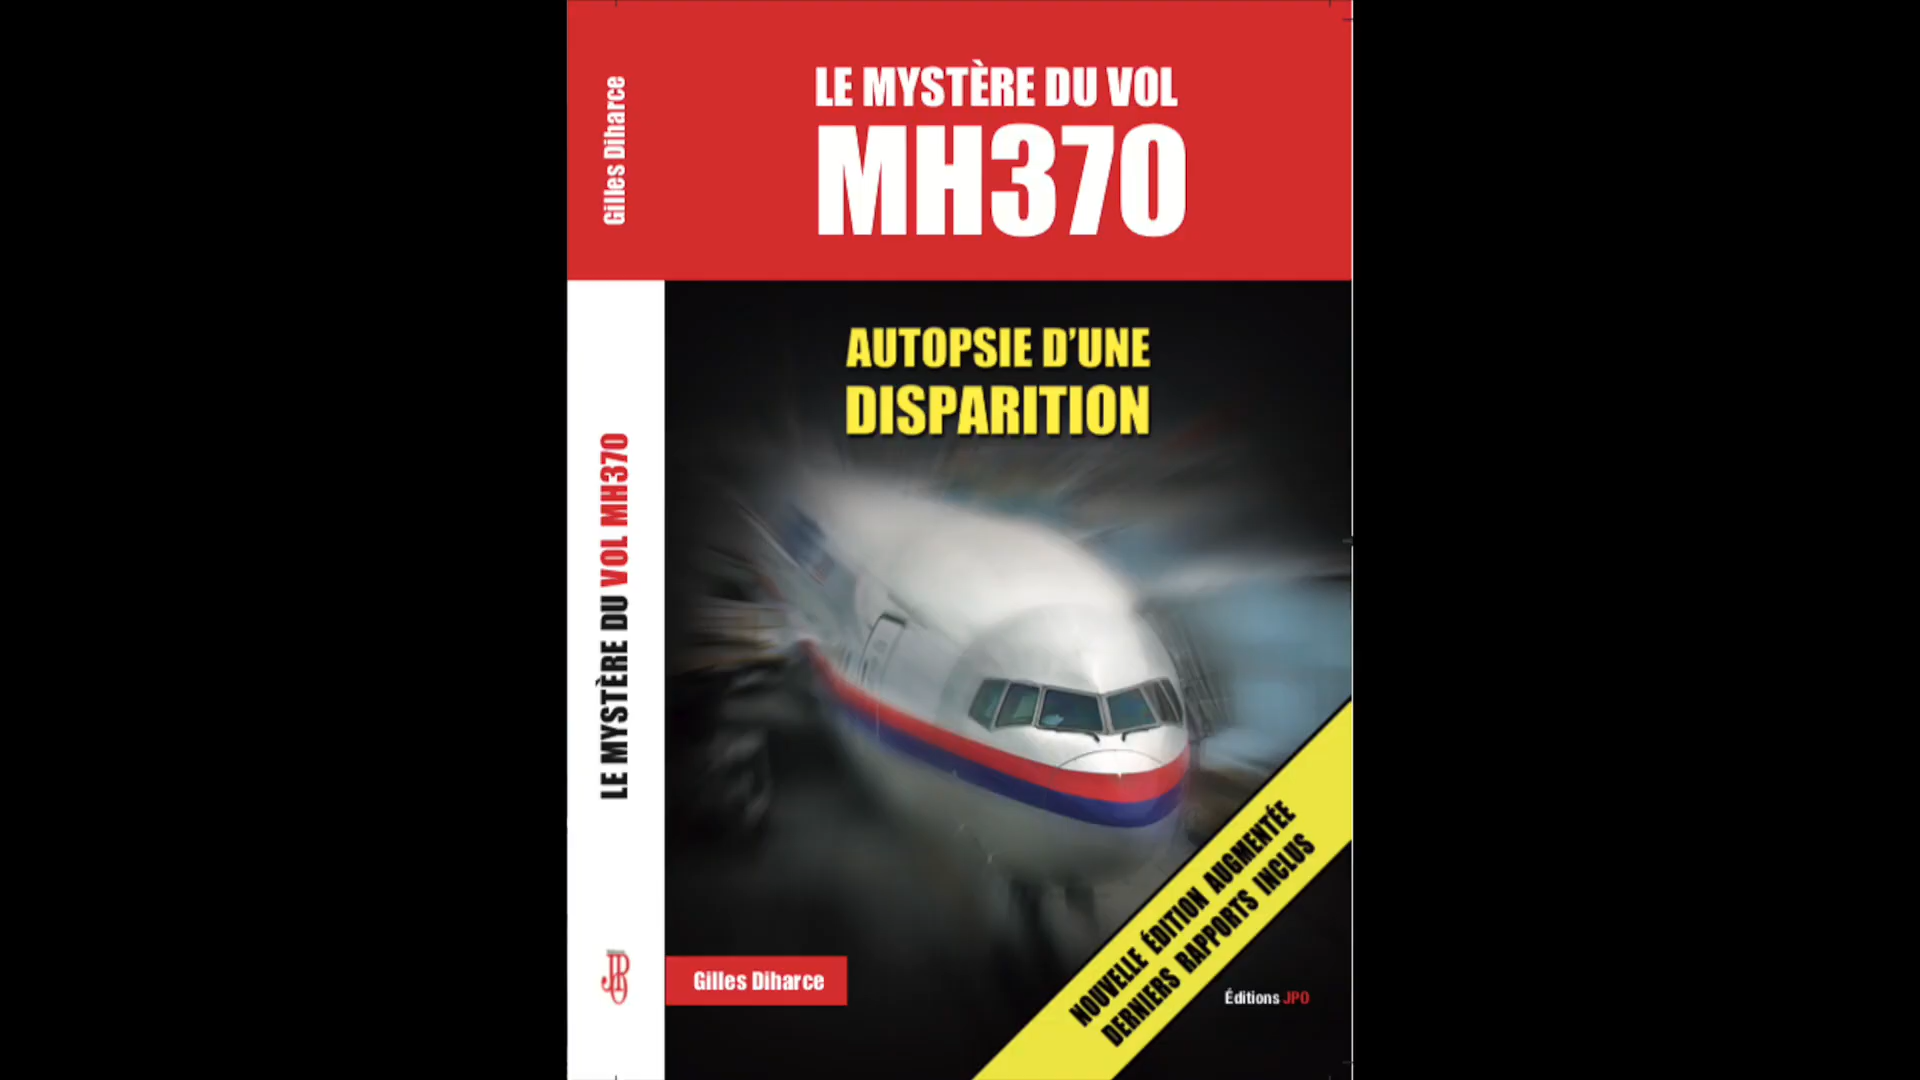 Gilles Diharce
LE MYSTÈRE DU VOL MH370
JPO
LE MYSTÈRE DU VOL
MH370
AUTOPSIE D'UNE
DISPARITION
NOUVELLE ÉDITION AUGMENTÉE
DERNIERS RAPPORTS INCLUS
Gilles Diharce
Éditions JPO